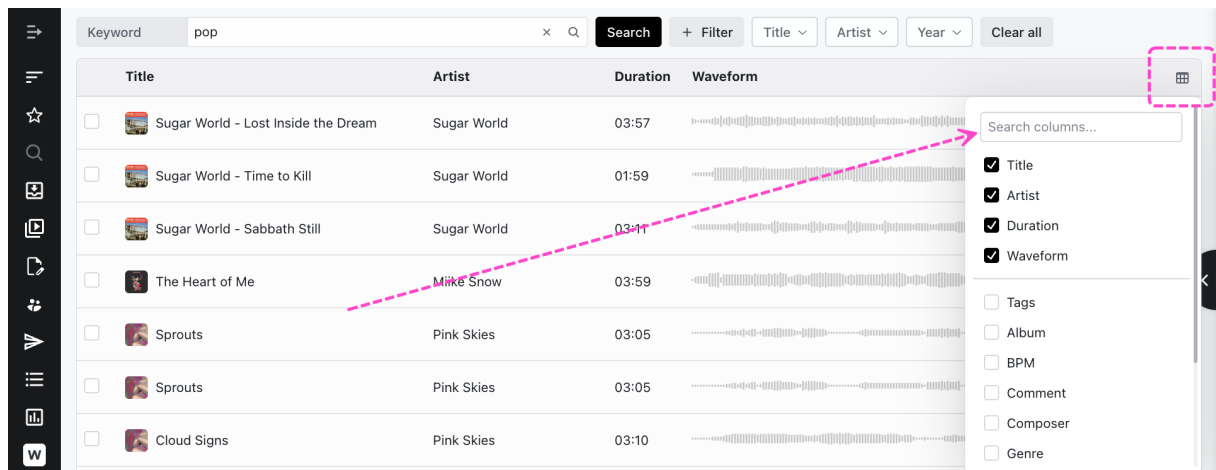 Keyword pop × Search + Filter Title Artist Year Clear all
Title Artist Duration Waveform
Search columns...
Sugar World - Lost Inside the Dream Sugar World 03:57
Title
Sugar World - Time to Kill Sugar World 01:59
Artist
Sugar World - Sabbath Still Sugar World 03:11
Duration
Waveform
The Heart of Me Miike Snow 03:59
Tags
Sprouts Pink Skies 03:05
Album
BPM
Sprouts Pink Skies 03:05
Comment
Composer
Cloud Signs Pink Skies 03:10
Genre
W